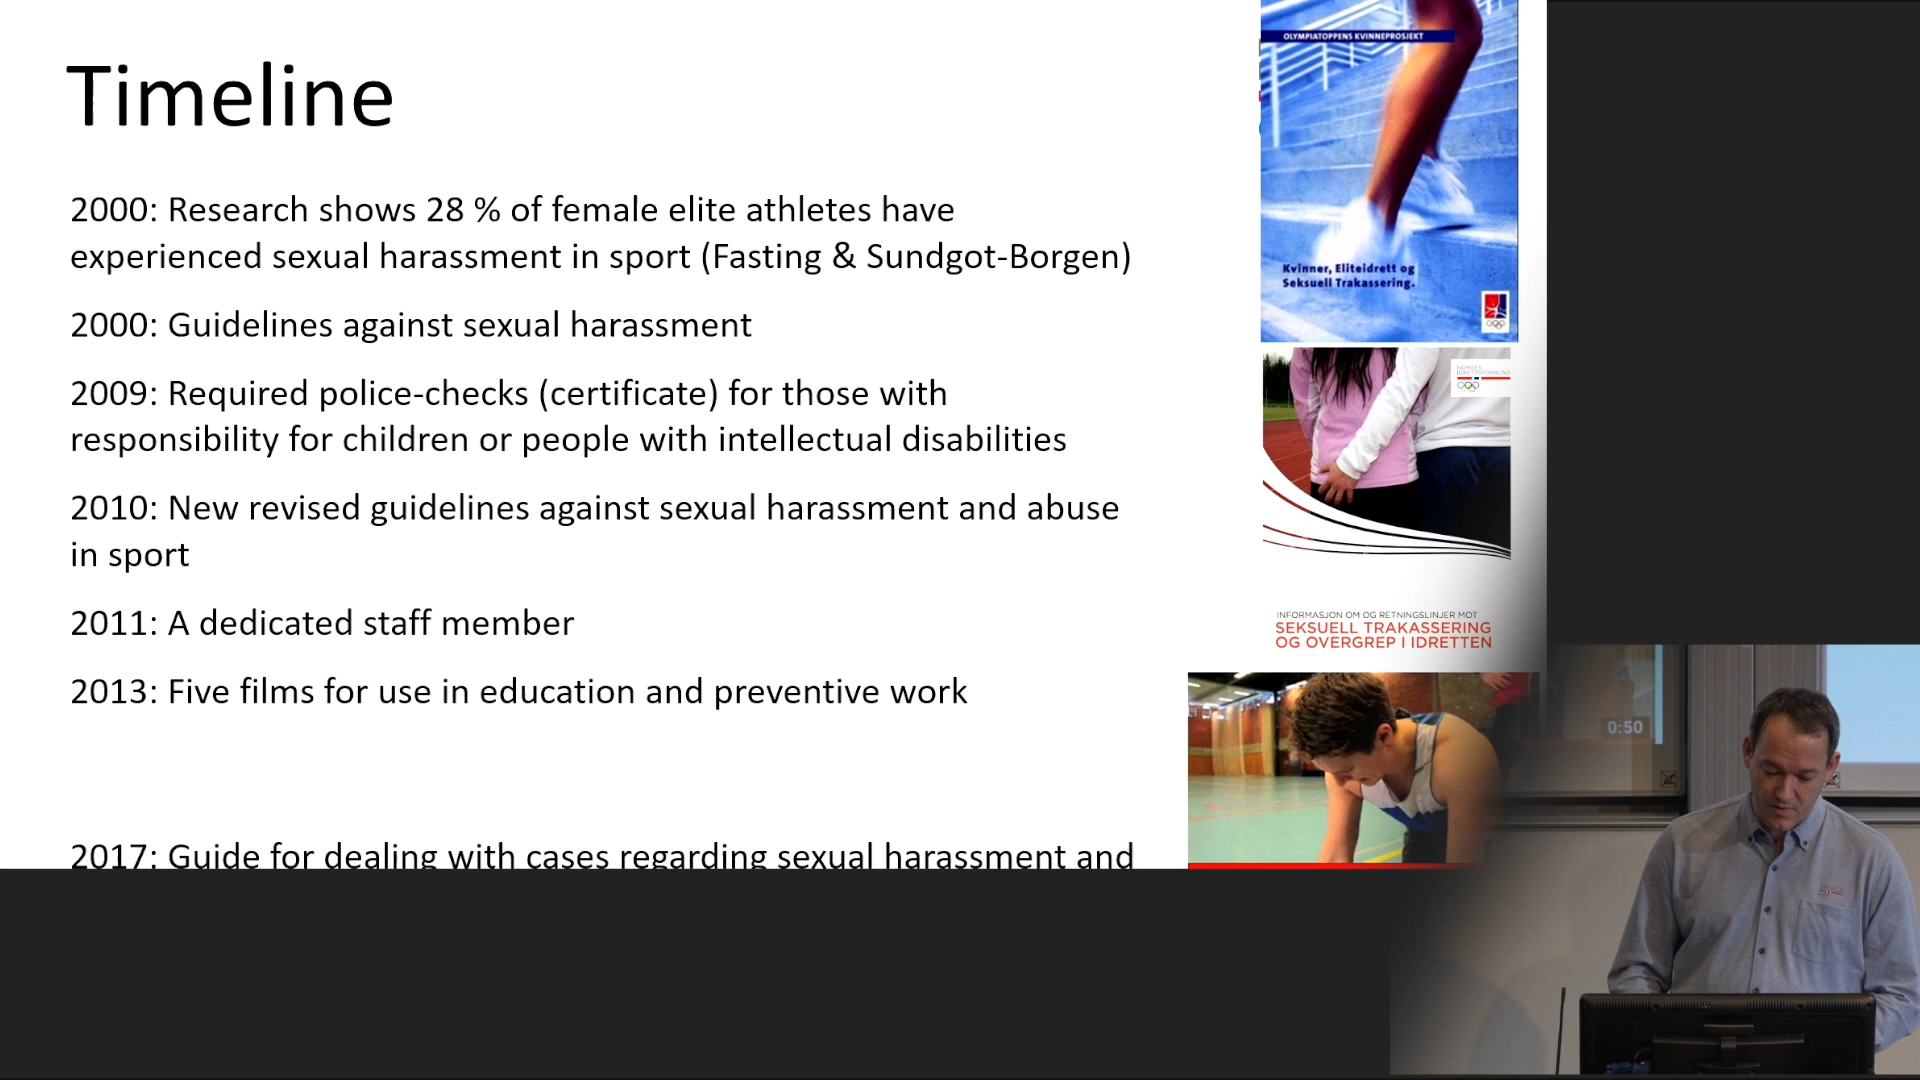 Timeline
2000: Research shows 28 % of female elite athletes have
experienced sexual harassment in sport (Fasting & Sundgot-Borgen)
2000: Guidelines against sexual harassment
2009: Required police-checks (certificate) for those with
responsibility for children or people with intellectual disabilities
2010: New revised guidelines against sexual harassment and abuse
in sport
2011: A dedicated staff member
2013: Five films for use in education and preventive work
2017: Guide for dealing with cases regarding sexual harassment and
OLYMPIATOPPENS KVINNEPROSJEKT
Kvinner, Eliteidrett og
Seksuell Trakassering.
NORGES
IDRETTSFORBUND
INFORMASJON OM OG RETNINGSLINJER MOT
SEKSUELL TRAKASSERING
OG OVERGREP I IDRETTEN
0:50